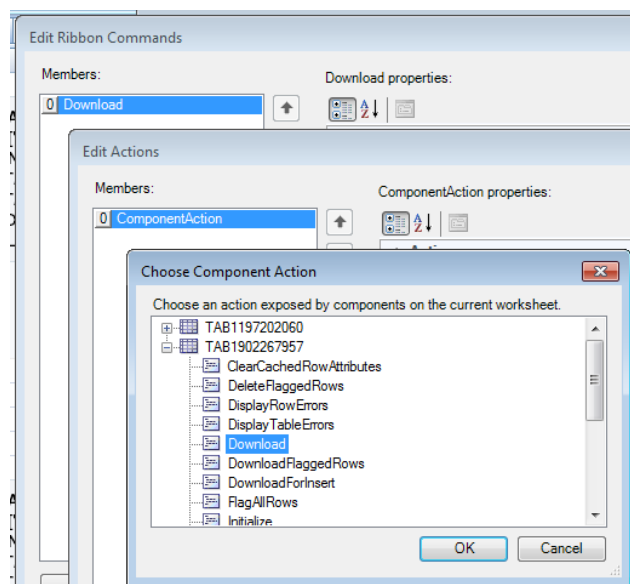 Edit Ribbon Commands
Members:
Download properties:
0 Download
Edit Actions
Members:
ComponentAction properties:
0 ComponentAction
Choose Component Action
Choose an action exposed by components on the current worksheet.
TAB1197202060
TAB1902267957
ClearCachedRowAttributes
DeleteFlaggedRows
DisplayRowErrors
DisplayTableErrors
Download
DownloadFlaggedRows
DownloadForInsert
FlagAllRows
Initialize
OK Cancel